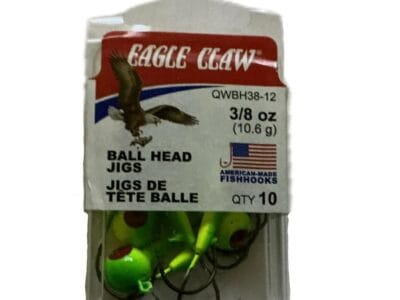 EAGLE CLAW®
QWBH38-12
3/8 oz
(10.6 g)
BALL HEAD
JIGS
JIGS DE
TÊTE BALLE
AMERICAN-MADE
FISHHOOKS
QTY 10